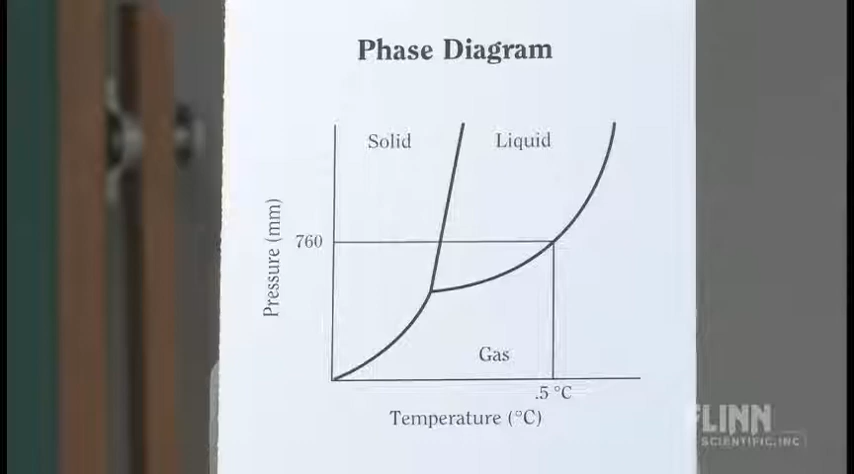 Phase Diagram
Solid
Liquid
Pressure (mm)
760
Gas
.5 °C
Temperature (°C)
FLINN
SCIENTIFIC, INC